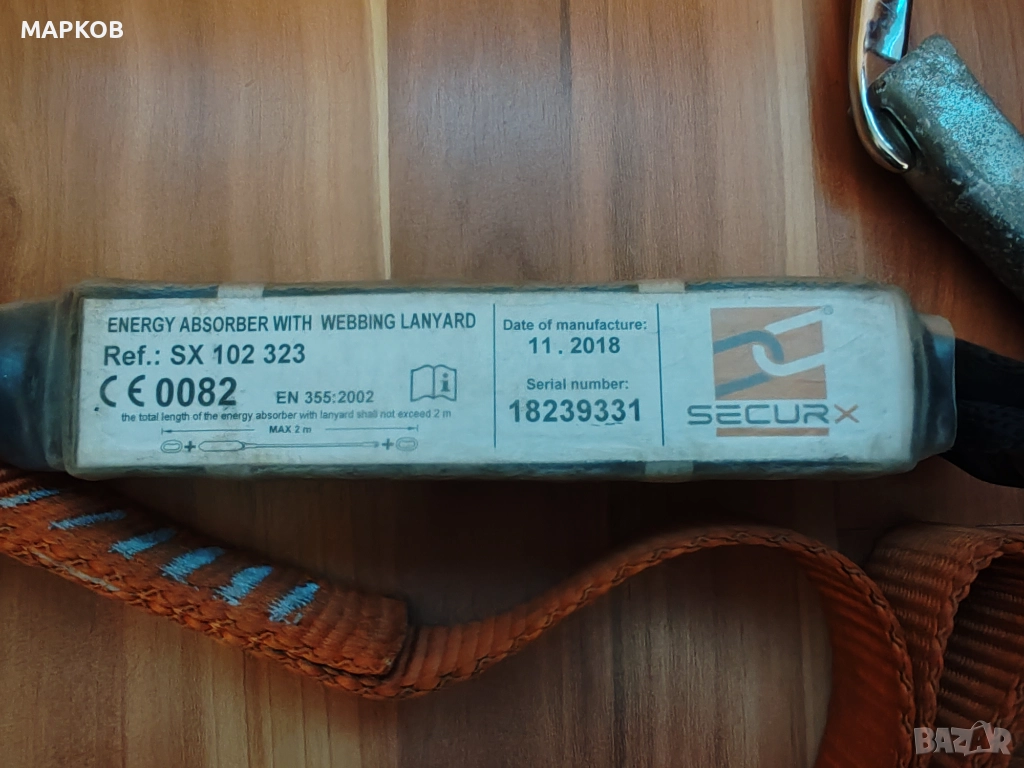 МАРКОВ
ENERGY ABSORBER WITH WEBBING LANYARD
Ref.: SX 102 323
CE 0082 EN 355:2002
the total length of the energy absorber with lanyard shall not exceed 2 m
MAX 2 m
Date of manufacture:
11 . 2018
Serial number:
18239331
®
SECURX
BAZAR